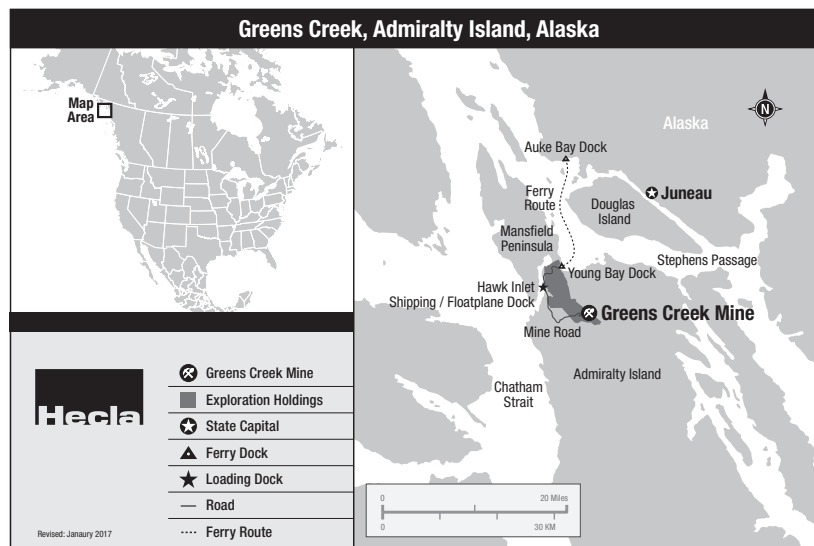 Greens Creek, Admiralty Island, Alaska
Map
Area
N
Alaska
Auke Bay Dock
Ferry
Route
Juneau
Douglas
Island
Mansfield
Peninsula
Stephens Passage
Young Bay Dock
Hawk Inlet
Shipping / Floatplane Dock
Greens Creek Mine
Mine Road
Admiralty Island
Chatham
Strait
Hecla
Greens Creek Mine
Exploration Holdings
State Capital
Ferry Dock
Loading Dock
Road
Ferry Route
Revised: Janaury 2017
0 20 Miles
0 30 KM